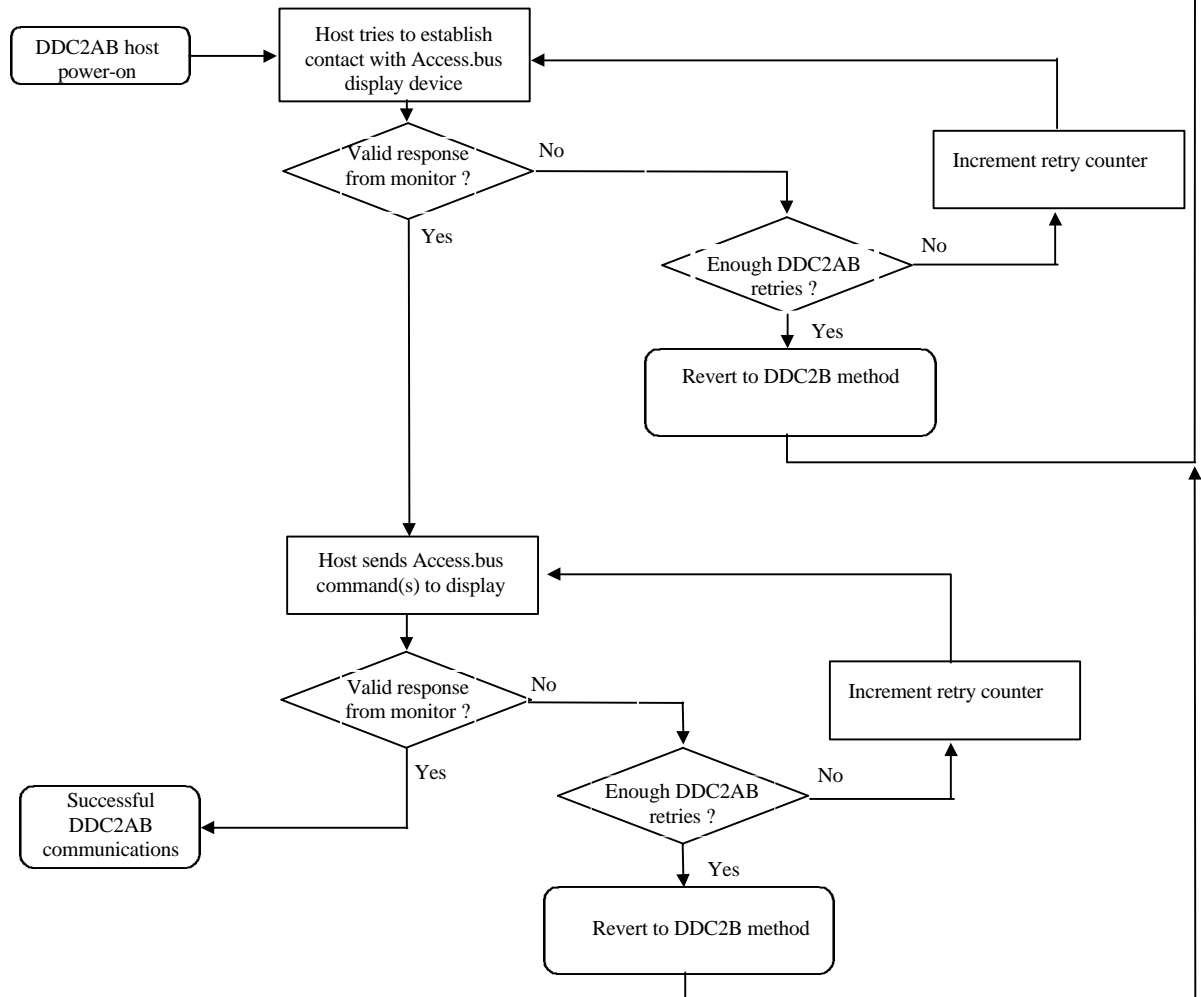 DDC2AB host
power-on
Host tries to establish
contact with Access.bus
display device
Valid response
from monitor ?
No
Increment retry counter
Yes
Enough DDC2AB
retries ?
No
Yes
Revert to DDC2B method
Host sends Access.bus
command(s) to display
Valid response
from monitor ?
No
Increment retry counter
Yes
Successful
DDC2AB
communications
Enough DDC2AB
retries ?
No
Yes
Revert to DDC2B method